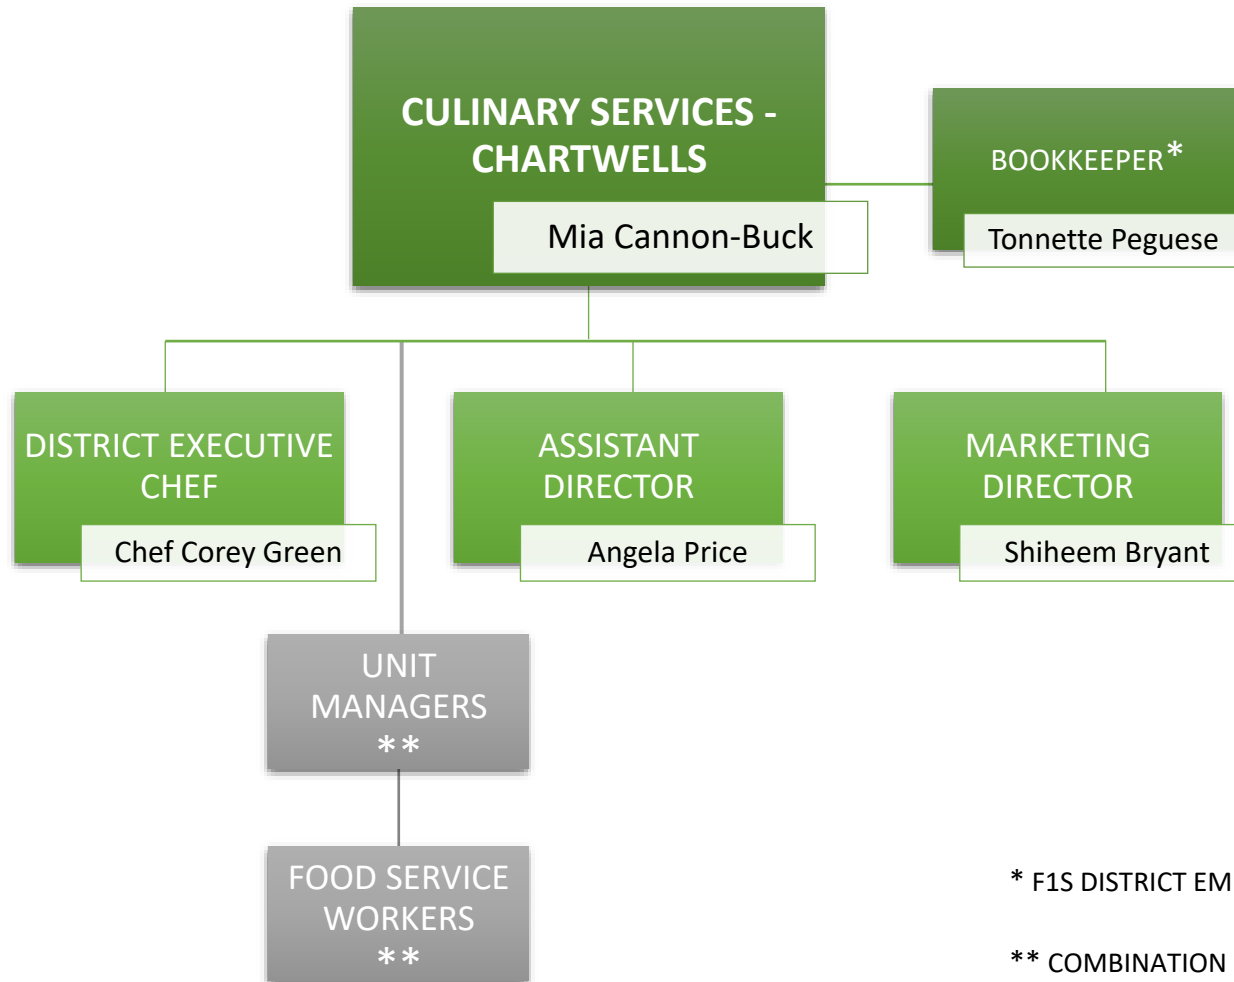 CULINARY SERVICES -
CHARTWELLS
Mia Cannon-Buck
BOOKKEEPER*
Tonnette Peguese
DISTRICT EXECUTIVE
CHEF
Chef Corey Green
ASSISTANT
DIRECTOR
Angela Price
MARKETING
DIRECTOR
Shiheem Bryant
UNIT
MANAGERS
**
FOOD SERVICE
WORKERS
**
* F1S DISTRICT EM
** COMBINATION